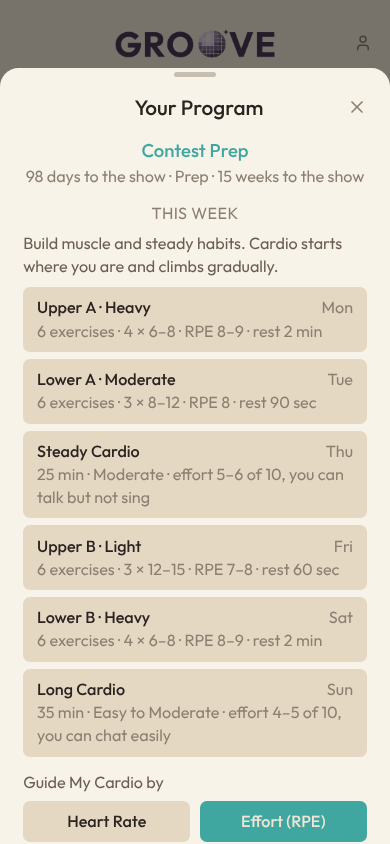 GROOVE
Your Program
Contest Prep
98 days to the show · Prep · 15 weeks to the show
THIS WEEK
Build muscle and steady habits. Cardio starts
where you are and climbs gradually.
Upper A · Heavy Mon
6 exercises · 4 × 6–8 · RPE 8–9 · rest 2 min
Lower A · Moderate Tue
6 exercises · 3 × 8–12 · RPE 8 · rest 90 sec
Steady Cardio Thu
25 min · Moderate · effort 5–6 of 10, you can
talk but not sing
Upper B · Light Fri
6 exercises · 3 × 12–15 · RPE 7–8 · rest 60 sec
Lower B · Heavy Sat
6 exercises · 4 × 6–8 · RPE 8–9 · rest 2 min
Long Cardio Sun
35 min · Easy to Moderate · effort 4–5 of 10,
you can chat easily
Guide My Cardio by
Heart Rate Effort (RPE)